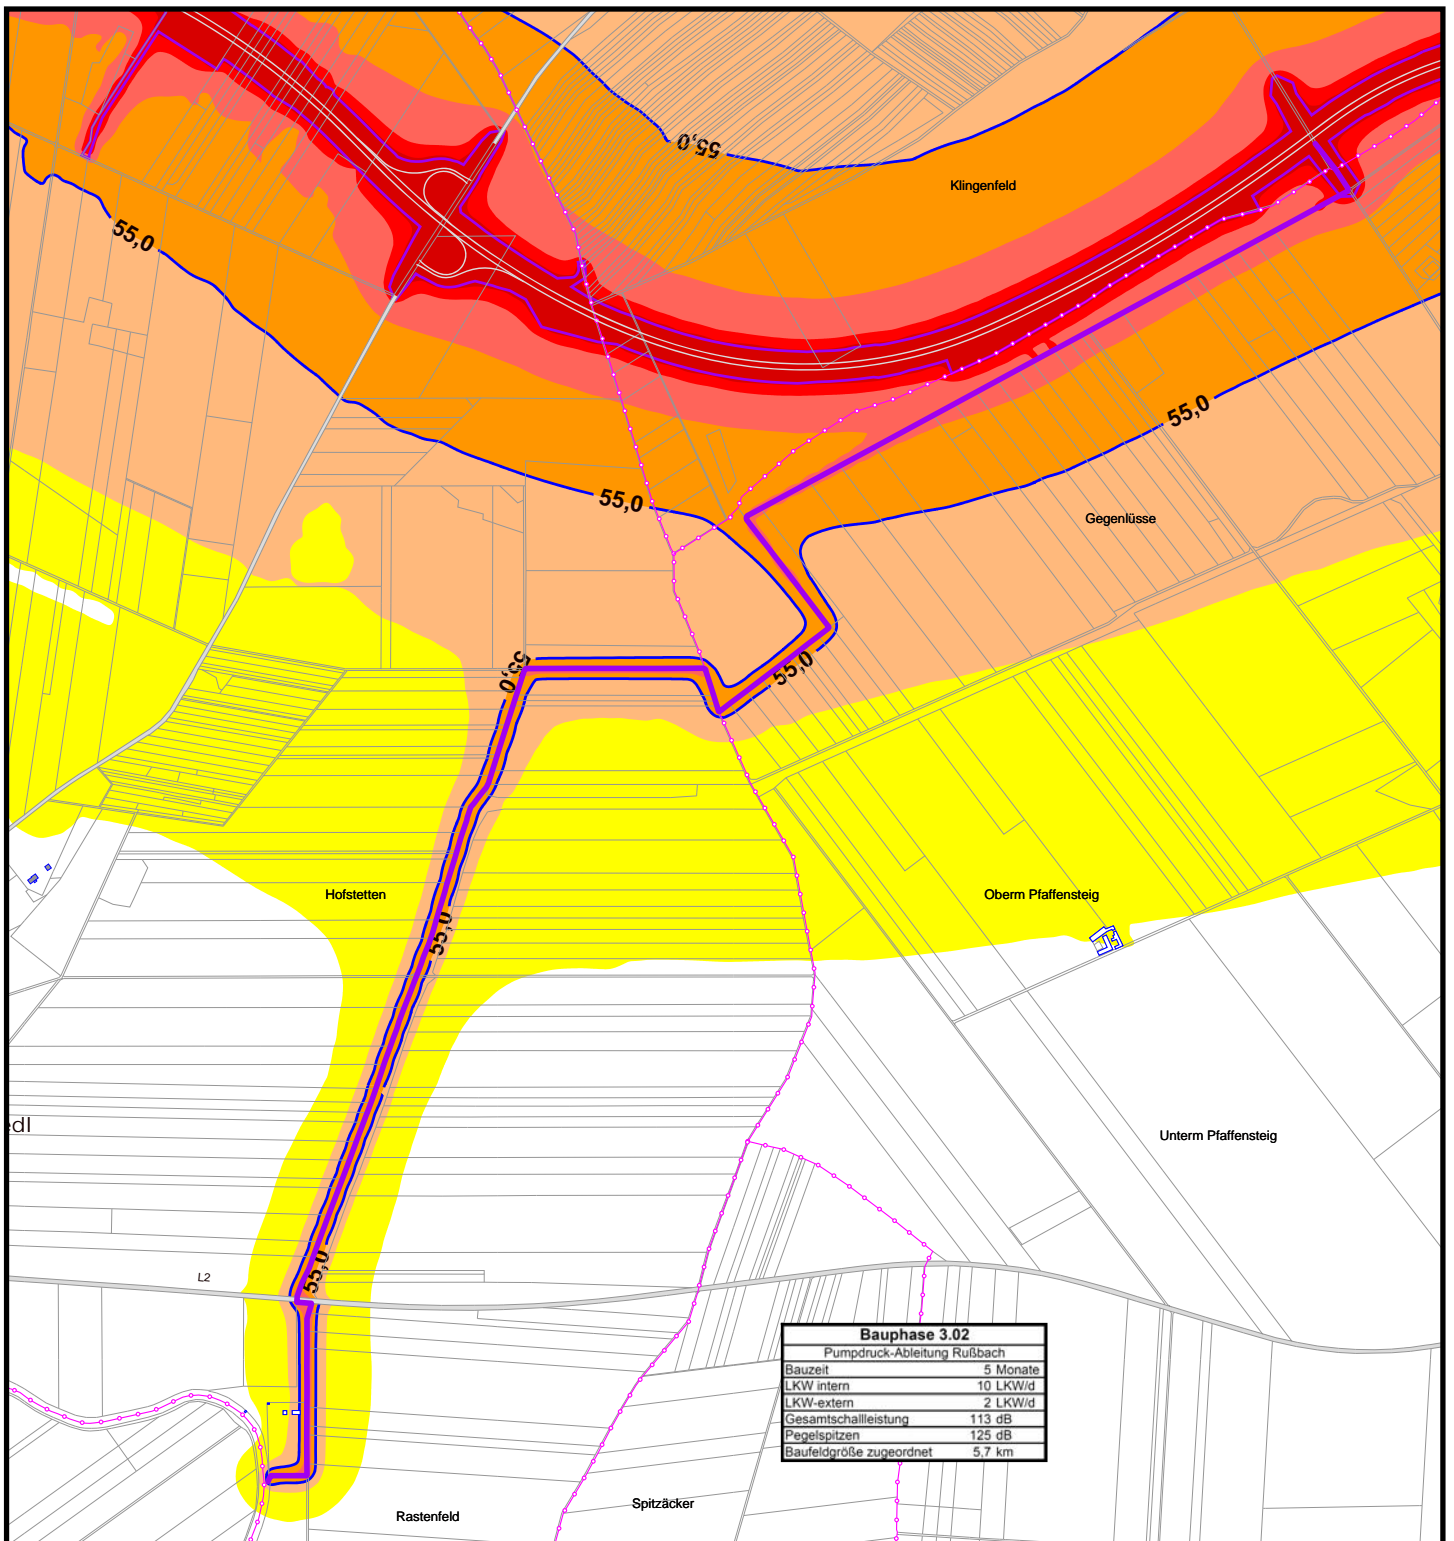 55,0
Klingenfeld
55,0
55,0
55,0
Gegenlüsse
55,0
55,0
Hofstetten
Oberm Pfaffensteig
55,0
edl
Unterm Pfaffensteig
55,0
L2
Bauphase 3.02
Pumpdruck-Ableitung Rußbach
Bauzeit 5 Monate
LKW intern 10 LKW/d
LKW-extern 2 LKW/d
Gesamtschallleistung 113 dB
Pegelspitzen 125 dB
Baufeldgröße zugeordnet 5,7 km
Spitzäcker
Rastenfeld